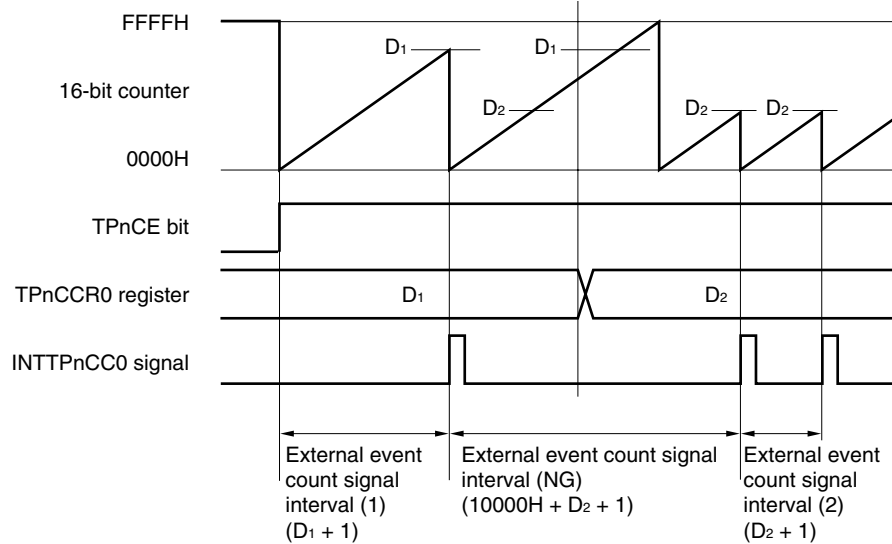 FFFFH
D1
D1
16-bit counter
D2
D2
D2
0000H
TPnCE bit
TPnCCR0 register
D1
D2
INTTPnCC0 signal
External event
count signal
interval (1)
(D1 + 1)
External event count signal
interval (NG)
(10000H + D2 + 1)
External event
count signal
interval (2)
(D2 + 1)